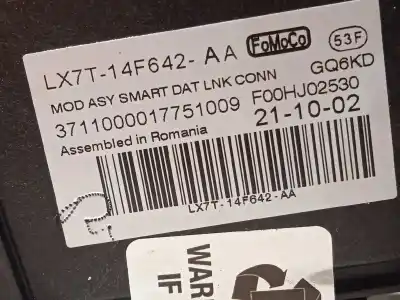 LX7T-14F642-AA FoMoCo 53F
MOD ASY SMART DAT LNK CONN GQ6KD
3711000017751009 F00HJ02530
Assembled in Romania 21-10-02
LX7T-14F642-AA
WARR
IF